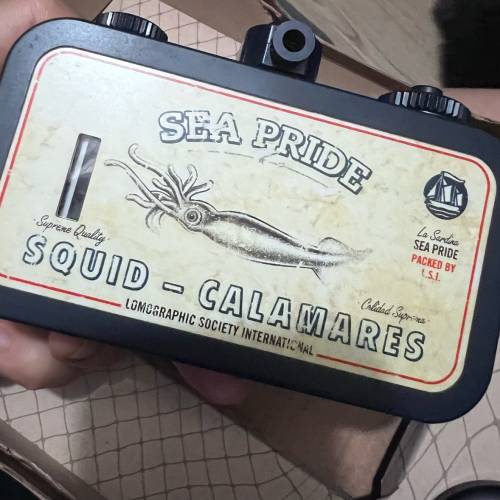 SEA PRIDE
La Sardina
SEA PRIDE
PACKED BY
L.S.I.
·Supreme Quality·
·Calidad Suprema·
SQUID – CALAMARES
LOMOGRAPHIC SOCIETY INTERNATIONAL